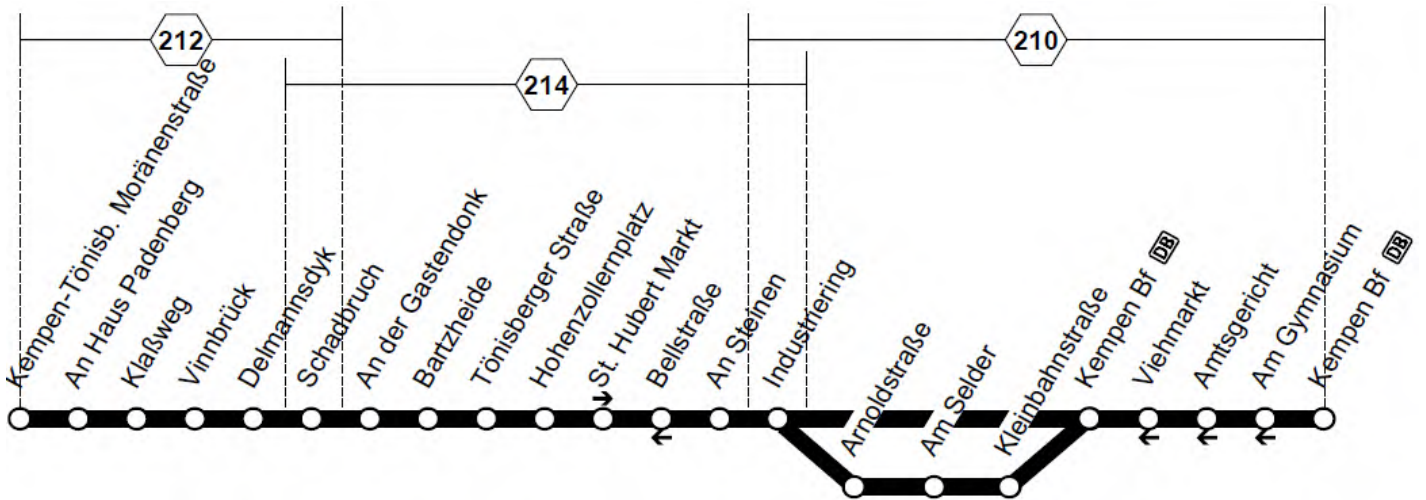 212
210
214
Kempen-Tönisb. Moränenstraße
An Haus Padenberg
Klaßweg
Vinnbrück
Delmannsdyk
Schadbruch
An der Gastendonk
Bartzheide
Tönisberger Straße
Hohenzollernplatz
St. Hubert Markt
Bellstraße
An Steinen
Industriering
Arnoldstraße
Am Selder
Kleinbahnstraße
Kempen Bf DB
Viehmarkt
Amtsgericht
Am Gymnasium
Kempen Bf DB